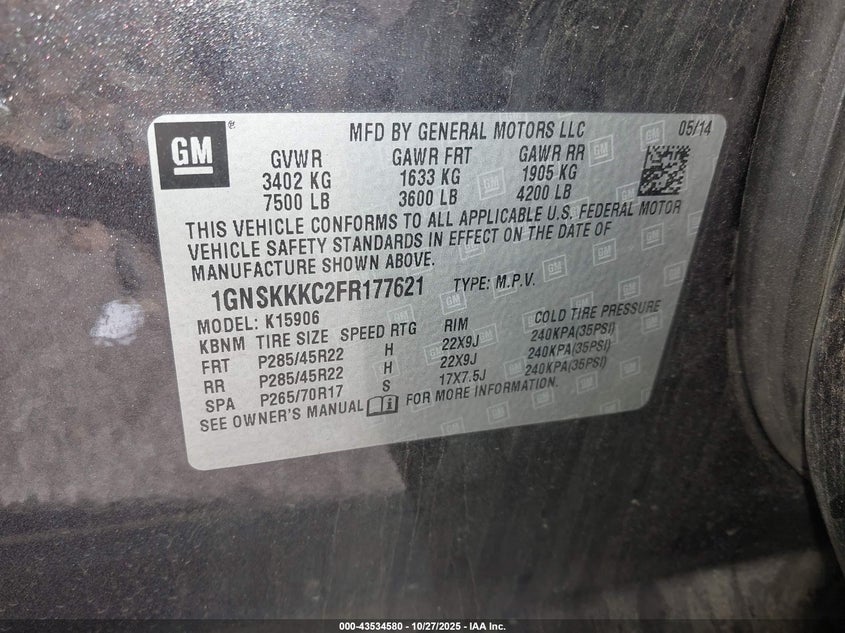 GM ® MFD BY GENERAL MOTORS LLC 05/14
GVWR GAWR FRT GAWR RR
3402 KG 1633 KG 1905 KG
7500 LB 3600 LB 4200 LB
THIS VEHICLE CONFORMS TO ALL APPLICABLE U.S. FEDERAL MOTOR
VEHICLE SAFETY STANDARDS IN EFFECT ON THE DATE OF
MANUFACTURE SHOWN ABOVE.
1GNSKKKC2FR177621 TYPE: M.P.V.
MODEL: K15906
KBNM TIRE SIZE SPEED RTG RIM COLD TIRE PRESSURE
FRT P285/45R22 H 22X9J 240KPA(35PSI)
RR P285/45R22 H 22X9J 240KPA(35PSI)
SPA P265/70R17 S 17X7.5J 240KPA(35PSI)
SEE OWNER'S MANUAL FOR MORE INFORMATION.
000-43534580 - 10/27/2025 - IAA Inc.